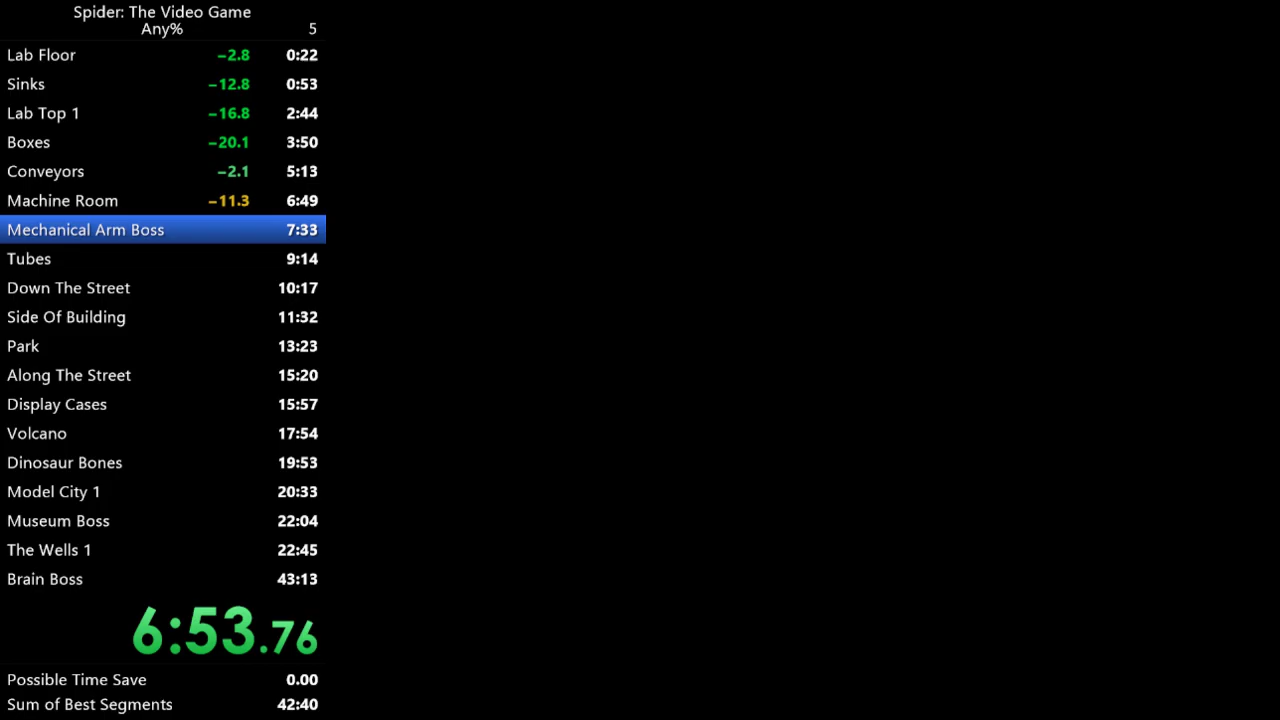 Spider: The Video Game
Any% 5
Lab Floor −2.8 0:22
Sinks −12.8 0:53
Lab Top 1 −16.8 2:44
Boxes −20.1 3:50
Conveyors −2.1 5:13
Machine Room −11.3 6:49
Mechanical Arm Boss 7:33
Tubes 9:14
Down The Street 10:17
Side Of Building 11:32
Park 13:23
Along The Street 15:20
Display Cases 15:57
Volcano 17:54
Dinosaur Bones 19:53
Model City 1 20:33
Museum Boss 22:04
The Wells 1 22:45
Brain Boss 43:13
6:53.76
Possible Time Save 0.00
Sum of Best Segments 42:40